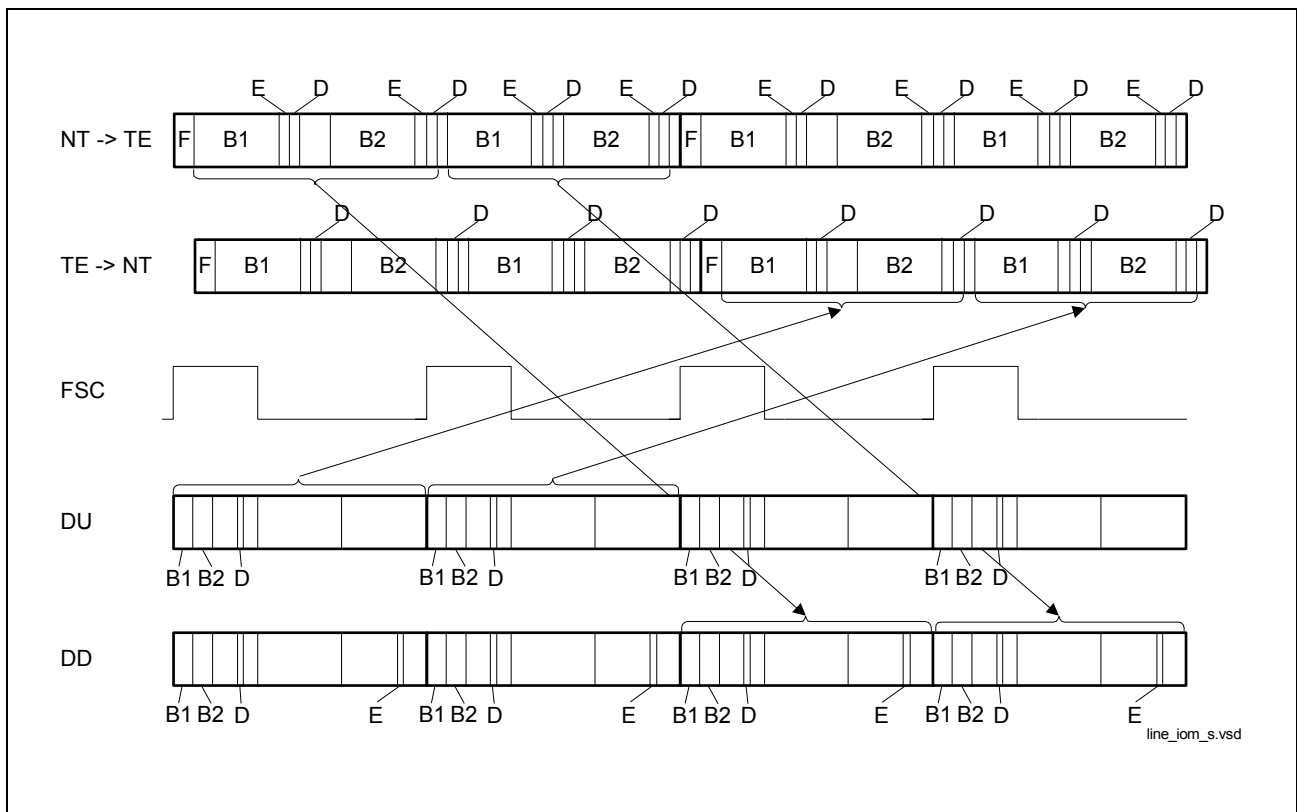 E D E D E D E D E D E D E D E D
NT -> TE F B1 B2 B1 B2 F B1 B2 B1 B2
D D D D D D D D
TE -> NT F B1 B2 B1 B2 F B1 B2 B1 B2
FSC
DU
B1 B2 D B1 B2 D B1 B2 D B1 B2 D
DD
B1 B2 D E B1 B2 D E B1 B2 D E B1 B2 D E
line_iom_s.vsd